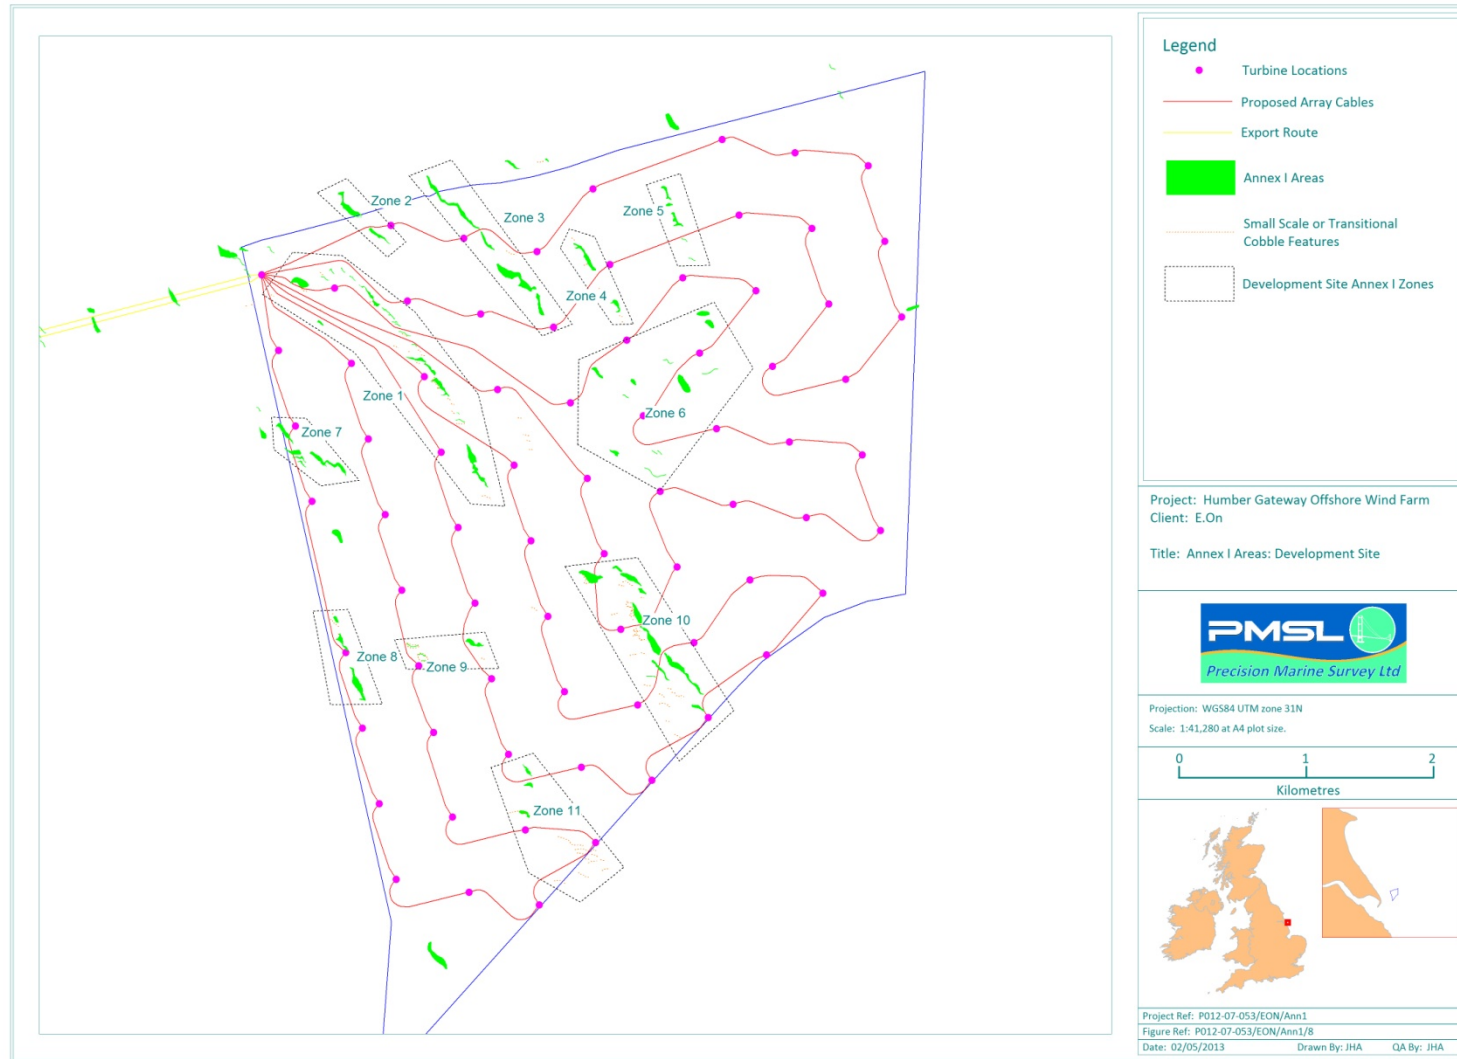 Zone 2
Zone 3
Zone 5
Zone 4
Zone 1
Zone 6
Zone 7
Zone 10
Zone 8
Zone 9
Zone 11
Legend
Turbine Locations
Proposed Array Cables
Export Route
Annex I Areas
Small Scale or Transitional
Cobble Features
Development Site Annex I Zones
Project: Humber Gateway Offshore Wind Farm
Client: E.On
Title: Annex I Areas: Development Site
PMSL
Precision Marine Survey Ltd
Projection: WGS84 UTM zone 31N
Scale: 1:41,280 at A4 plot size.
0 1 2
Kilometres
Project Ref: P012-07-053/EON/Ann1
Figure Ref: P012-07-053/EON/Ann1/8
Date: 02/05/2013 Drawn By: JHA QA By: JHA